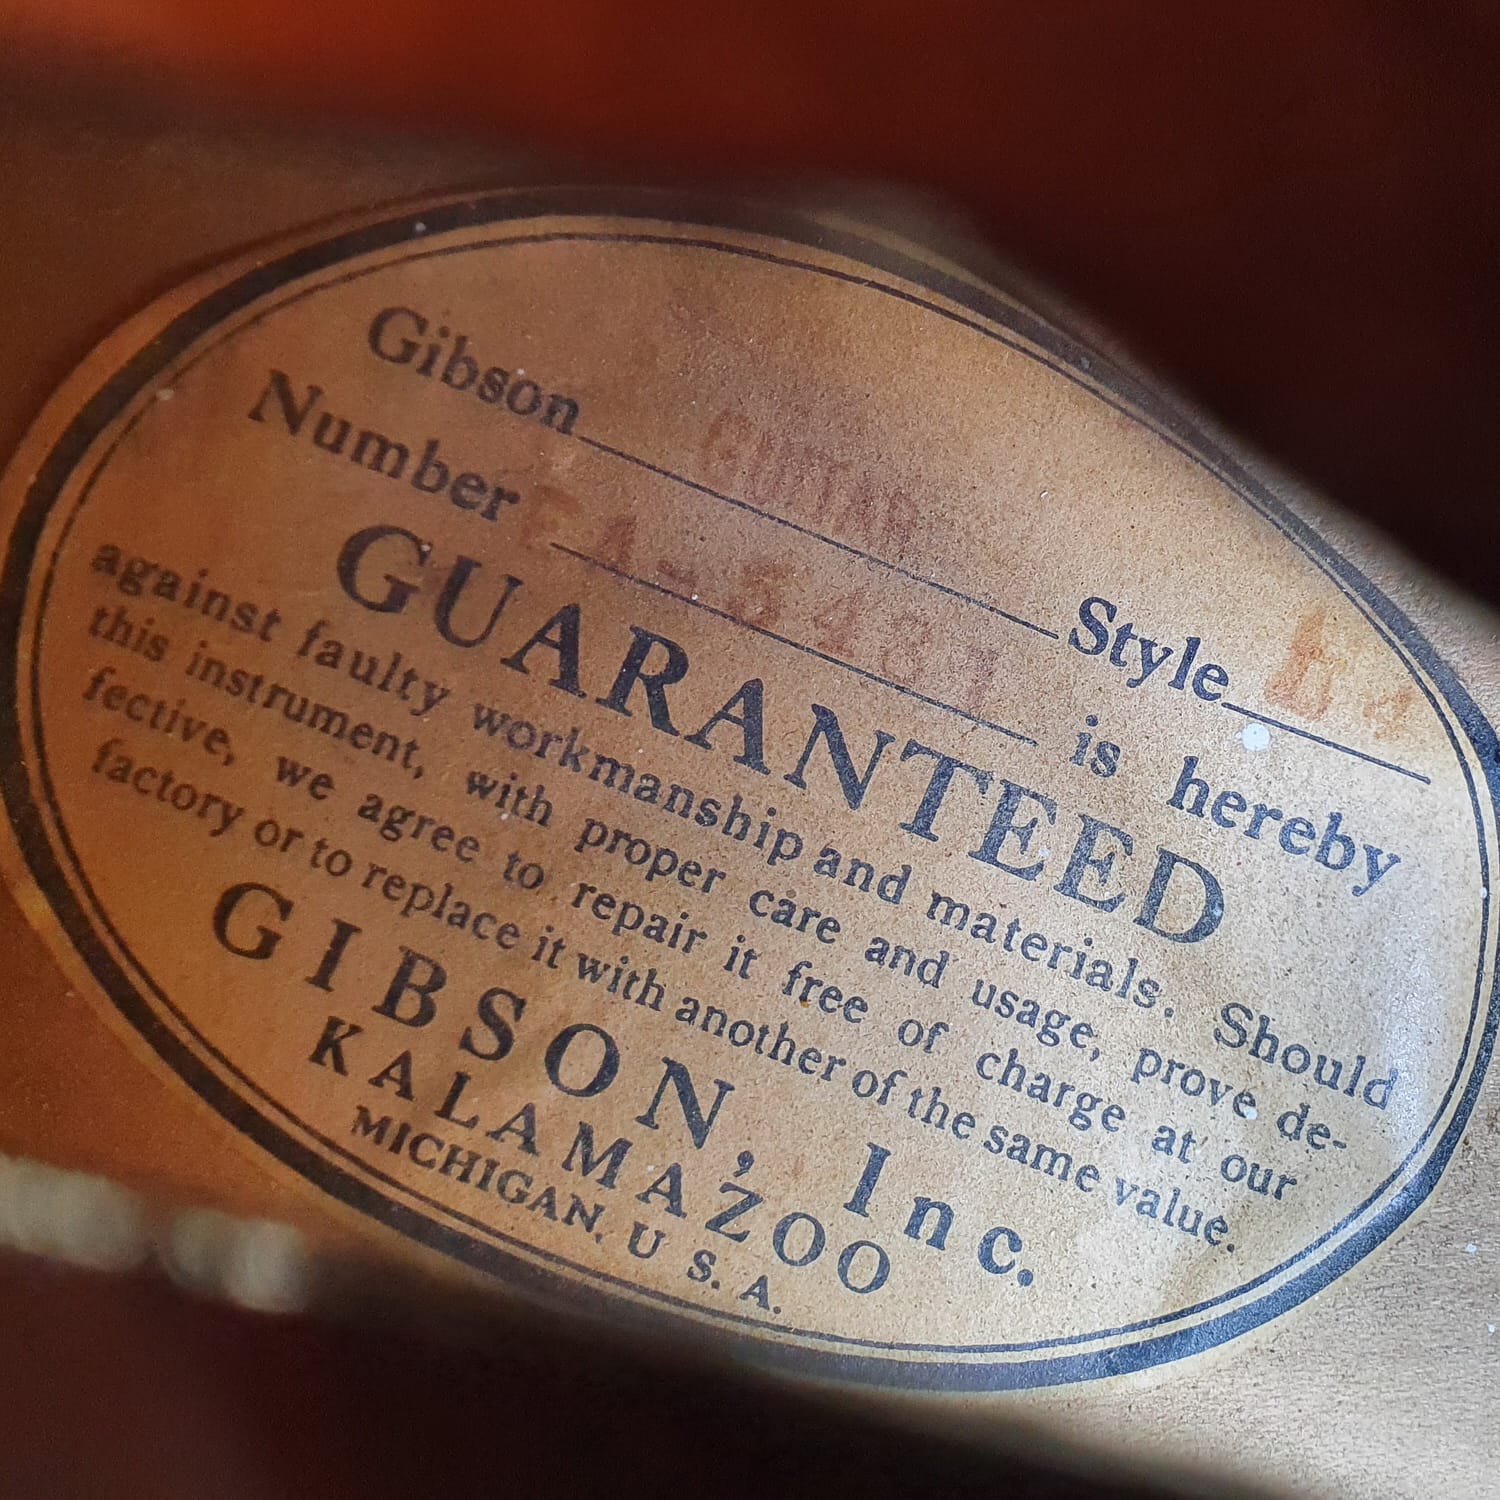 Gibson GUITAR Style
Number is hereby
GUARANTEED
against faulty workmanship and materials. Should
this instrument, with proper care and usage, prove de-
fective, we agree to repair it free of charge at our
factory or to replace it with another of the same value.
GIBSON, Inc.
KALAMAZOO
MICHIGAN, U. S. A.